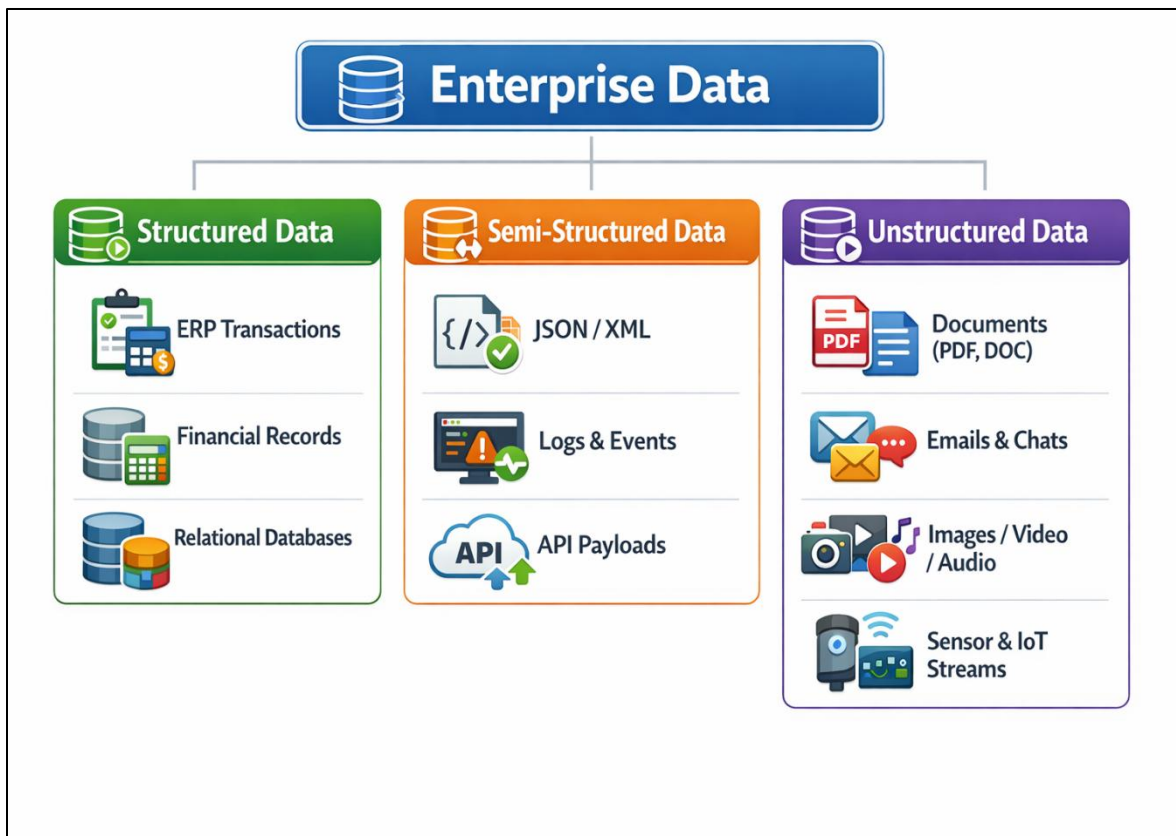 Enterprise Data
Structured Data
ERP Transactions
Financial Records
Relational Databases
Semi-Structured Data
{/>
JSON / XML
Logs & Events
API
API Payloads
Unstructured Data
PDF
Documents
(PDF, DOC)
Emails & Chats
Images / Video
/ Audio
Sensor & IoT
Streams